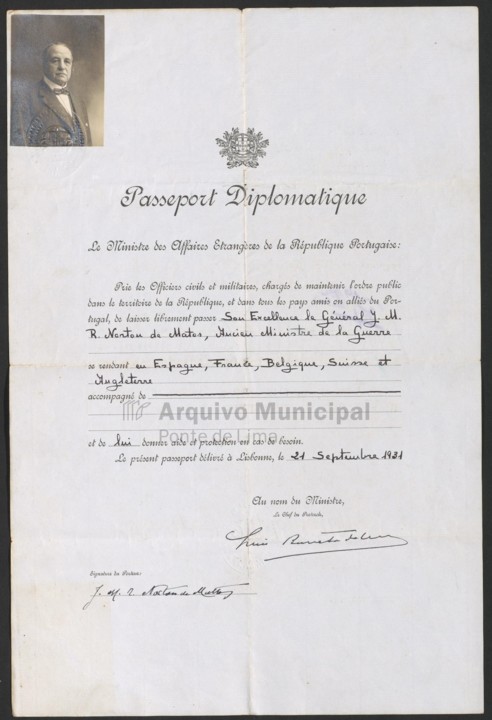 Passeport Diplomatique
Le Ministre des Affaires Etrangères de la République Portugaise:
Prie les Officiers civils et militaires, chargés de maintenir l'ordre public
dans le territoire de la République, et dans tous les pays amis ou alliés du Por-
tugal, de laisser librement passer Son Excellence le Général J. M.
R. Norton de Matos, Ancien Ministre de la Guerre
se rendant en Espagne, France, Belgique, Suisse et
Angleterre
accompagné de
Arquivo Municipal
Ponte de Lima
et de lui donner aide et protection en cas de besoin.
Le présent passeport délivré à Lisbonne, le 21 Septembre 1931
Au nom du Ministre,
Le Chef du Protocole,
Signature du Porteur:
J. M. R. Norton de Mattos